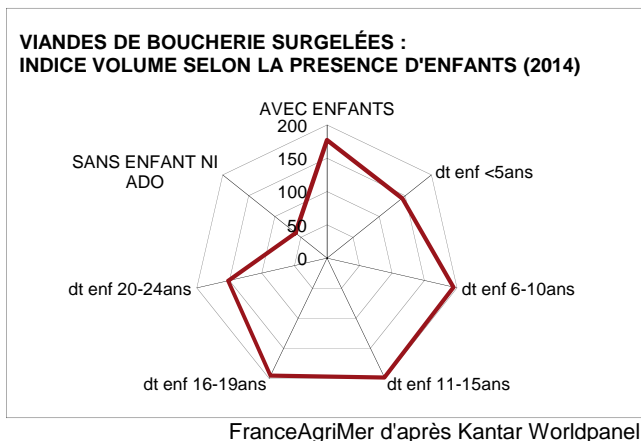 VIANDES DE BOUCHERIE SURGELÉES :
INDICE VOLUME SELON LA PRESENCE D'ENFANTS (2014)
AVEC ENFANTS
200
150
100
50
0
SANS ENFANT NI
ADO
dt enf <5ans
dt enf 20-24ans
dt enf 6-10ans
dt enf 16-19ans
dt enf 11-15ans
FranceAgriMer d'après Kantar Worldpanel